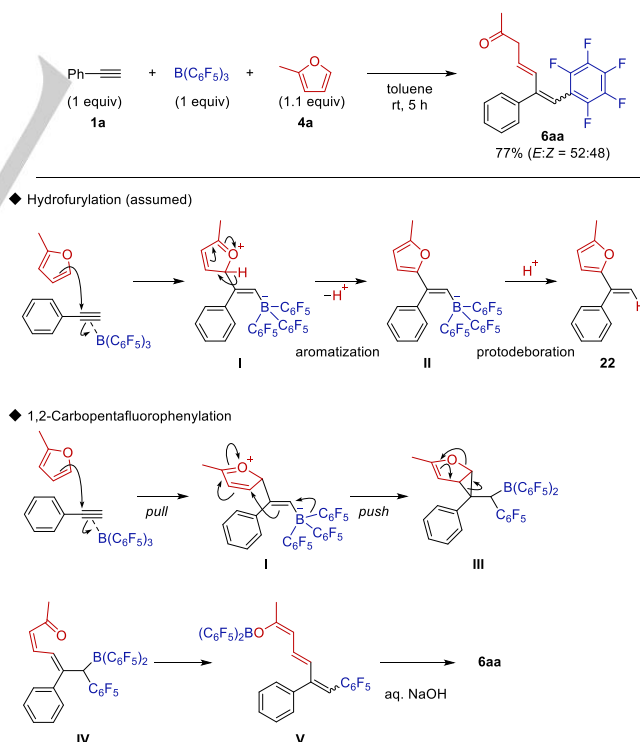 Ph + B(C6F5)3 + O toluene rt, 5 h O F F F F F
(1 equiv) (1 equiv) (1.1 equiv)
1a 4a 6aa
77% (E:Z = 52:48)
◆ Hydrofurylation (assumed)
O B(C6F5)3
O+ H B− C6F5 C6F5 C6F5
I
−H+
aromatization
O B− C6F5 C6F5 C6F5
II
H+
protodeboration
O H
22
◆ 1,2-Carbopentafluorophenylation
O B(C6F5)3
pull
O+ B− C6F5 C6F5 C6F5
I
push
O B(C6F5)2 C6F5
III
O B(C6F5)2 C6F5
IV
(C6F5)2BO C6F5
V
aq. NaOH
6aa